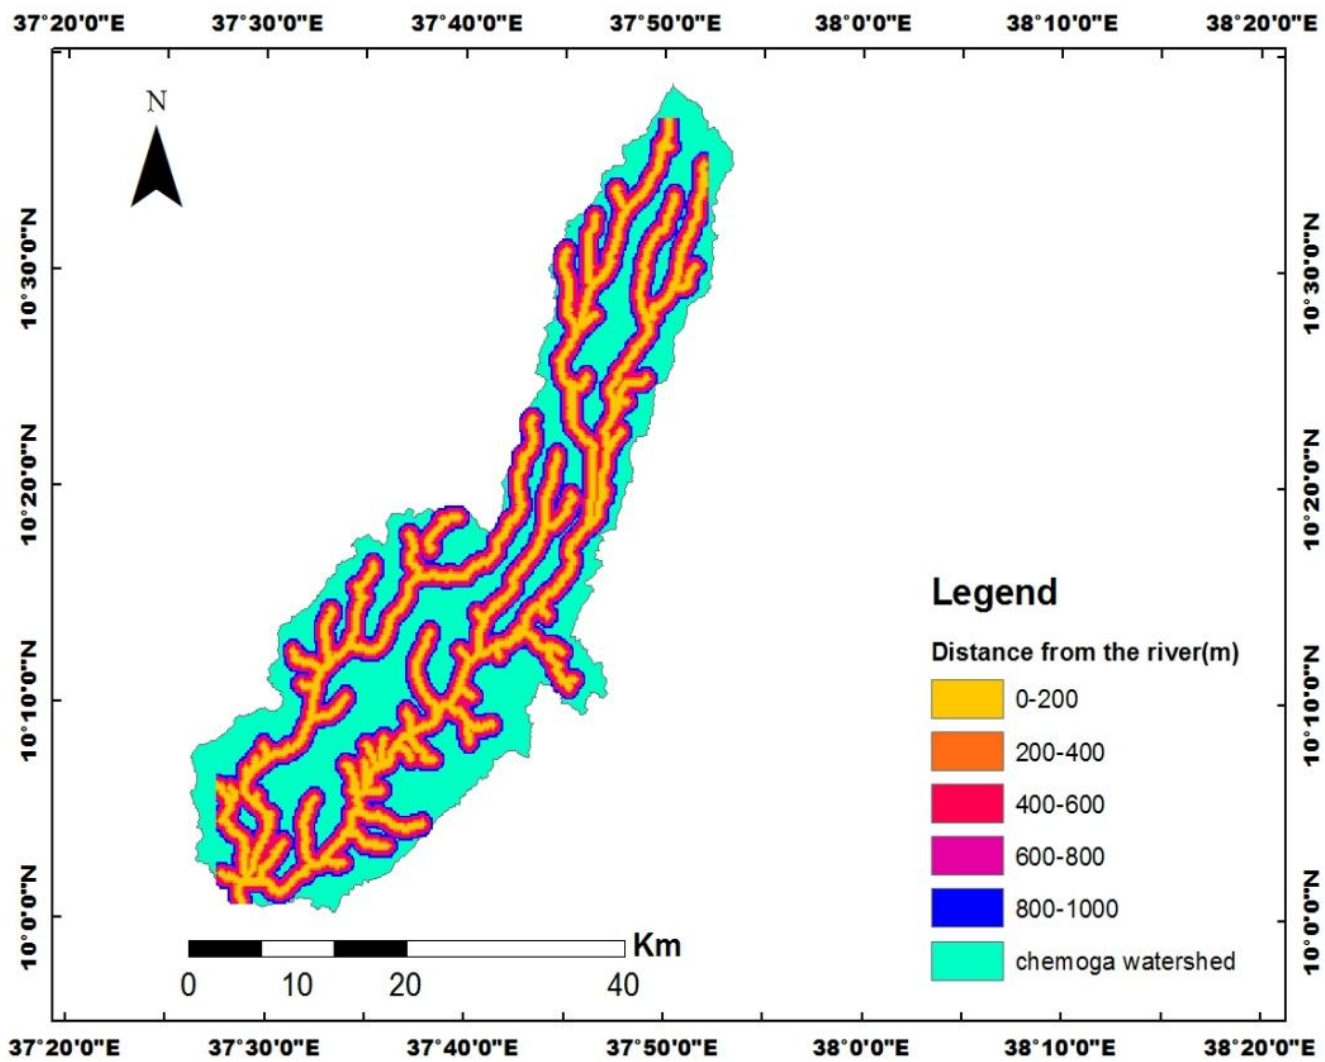 37°20'0"E 37°30'0"E 37°40'0"E 37°50'0"E 38°0'0"E 38°10'0"E 38°20'0"E
N
10°30'0"N 10°30'0"N
10°20'0"N 10°20'0"N
Legend
Distance from the river(m)
0-200
10°10'0"N 10°10'0"N
200-400
400-600
600-800
800-1000
10°0'0"N 10°0'0"N
chemoga watershed
Km
0 10 20 40
37°20'0"E 37°30'0"E 37°40'0"E 37°50'0"E 38°0'0"E 38°10'0"E 38°20'0"E